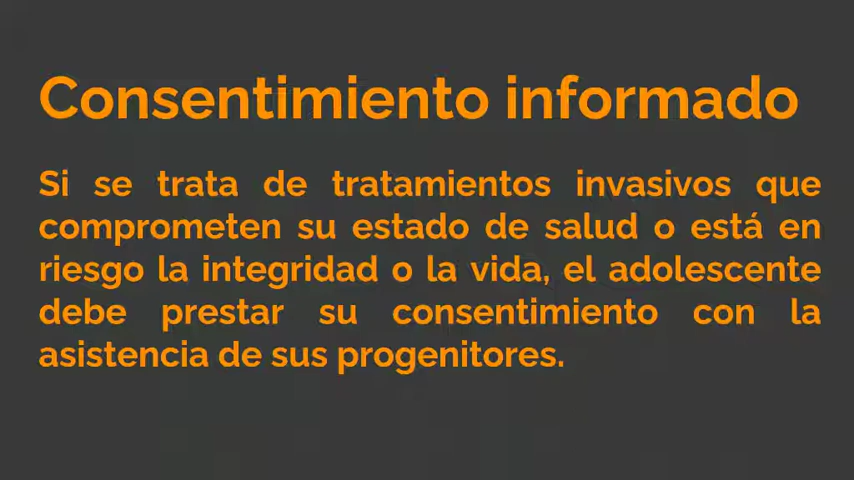 Consentimiento informado
Si se trata de tratamientos invasivos que
comprometen su estado de salud o está en
riesgo la integridad o la vida, el adolescente
debe prestar su consentimiento con la
asistencia de sus progenitores.